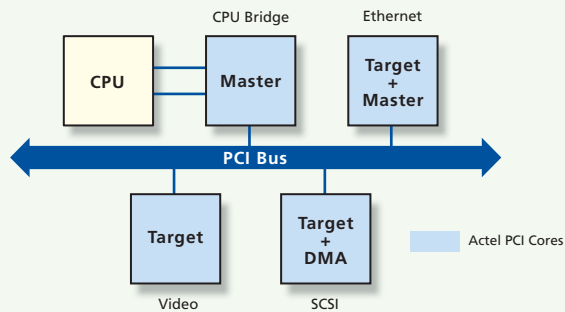 CPU Bridge
Ethernet
CPU
Master
Target
+
Master
PCI Bus
Target
Target
+
DMA
Actel PCI Cores
Video
SCSI